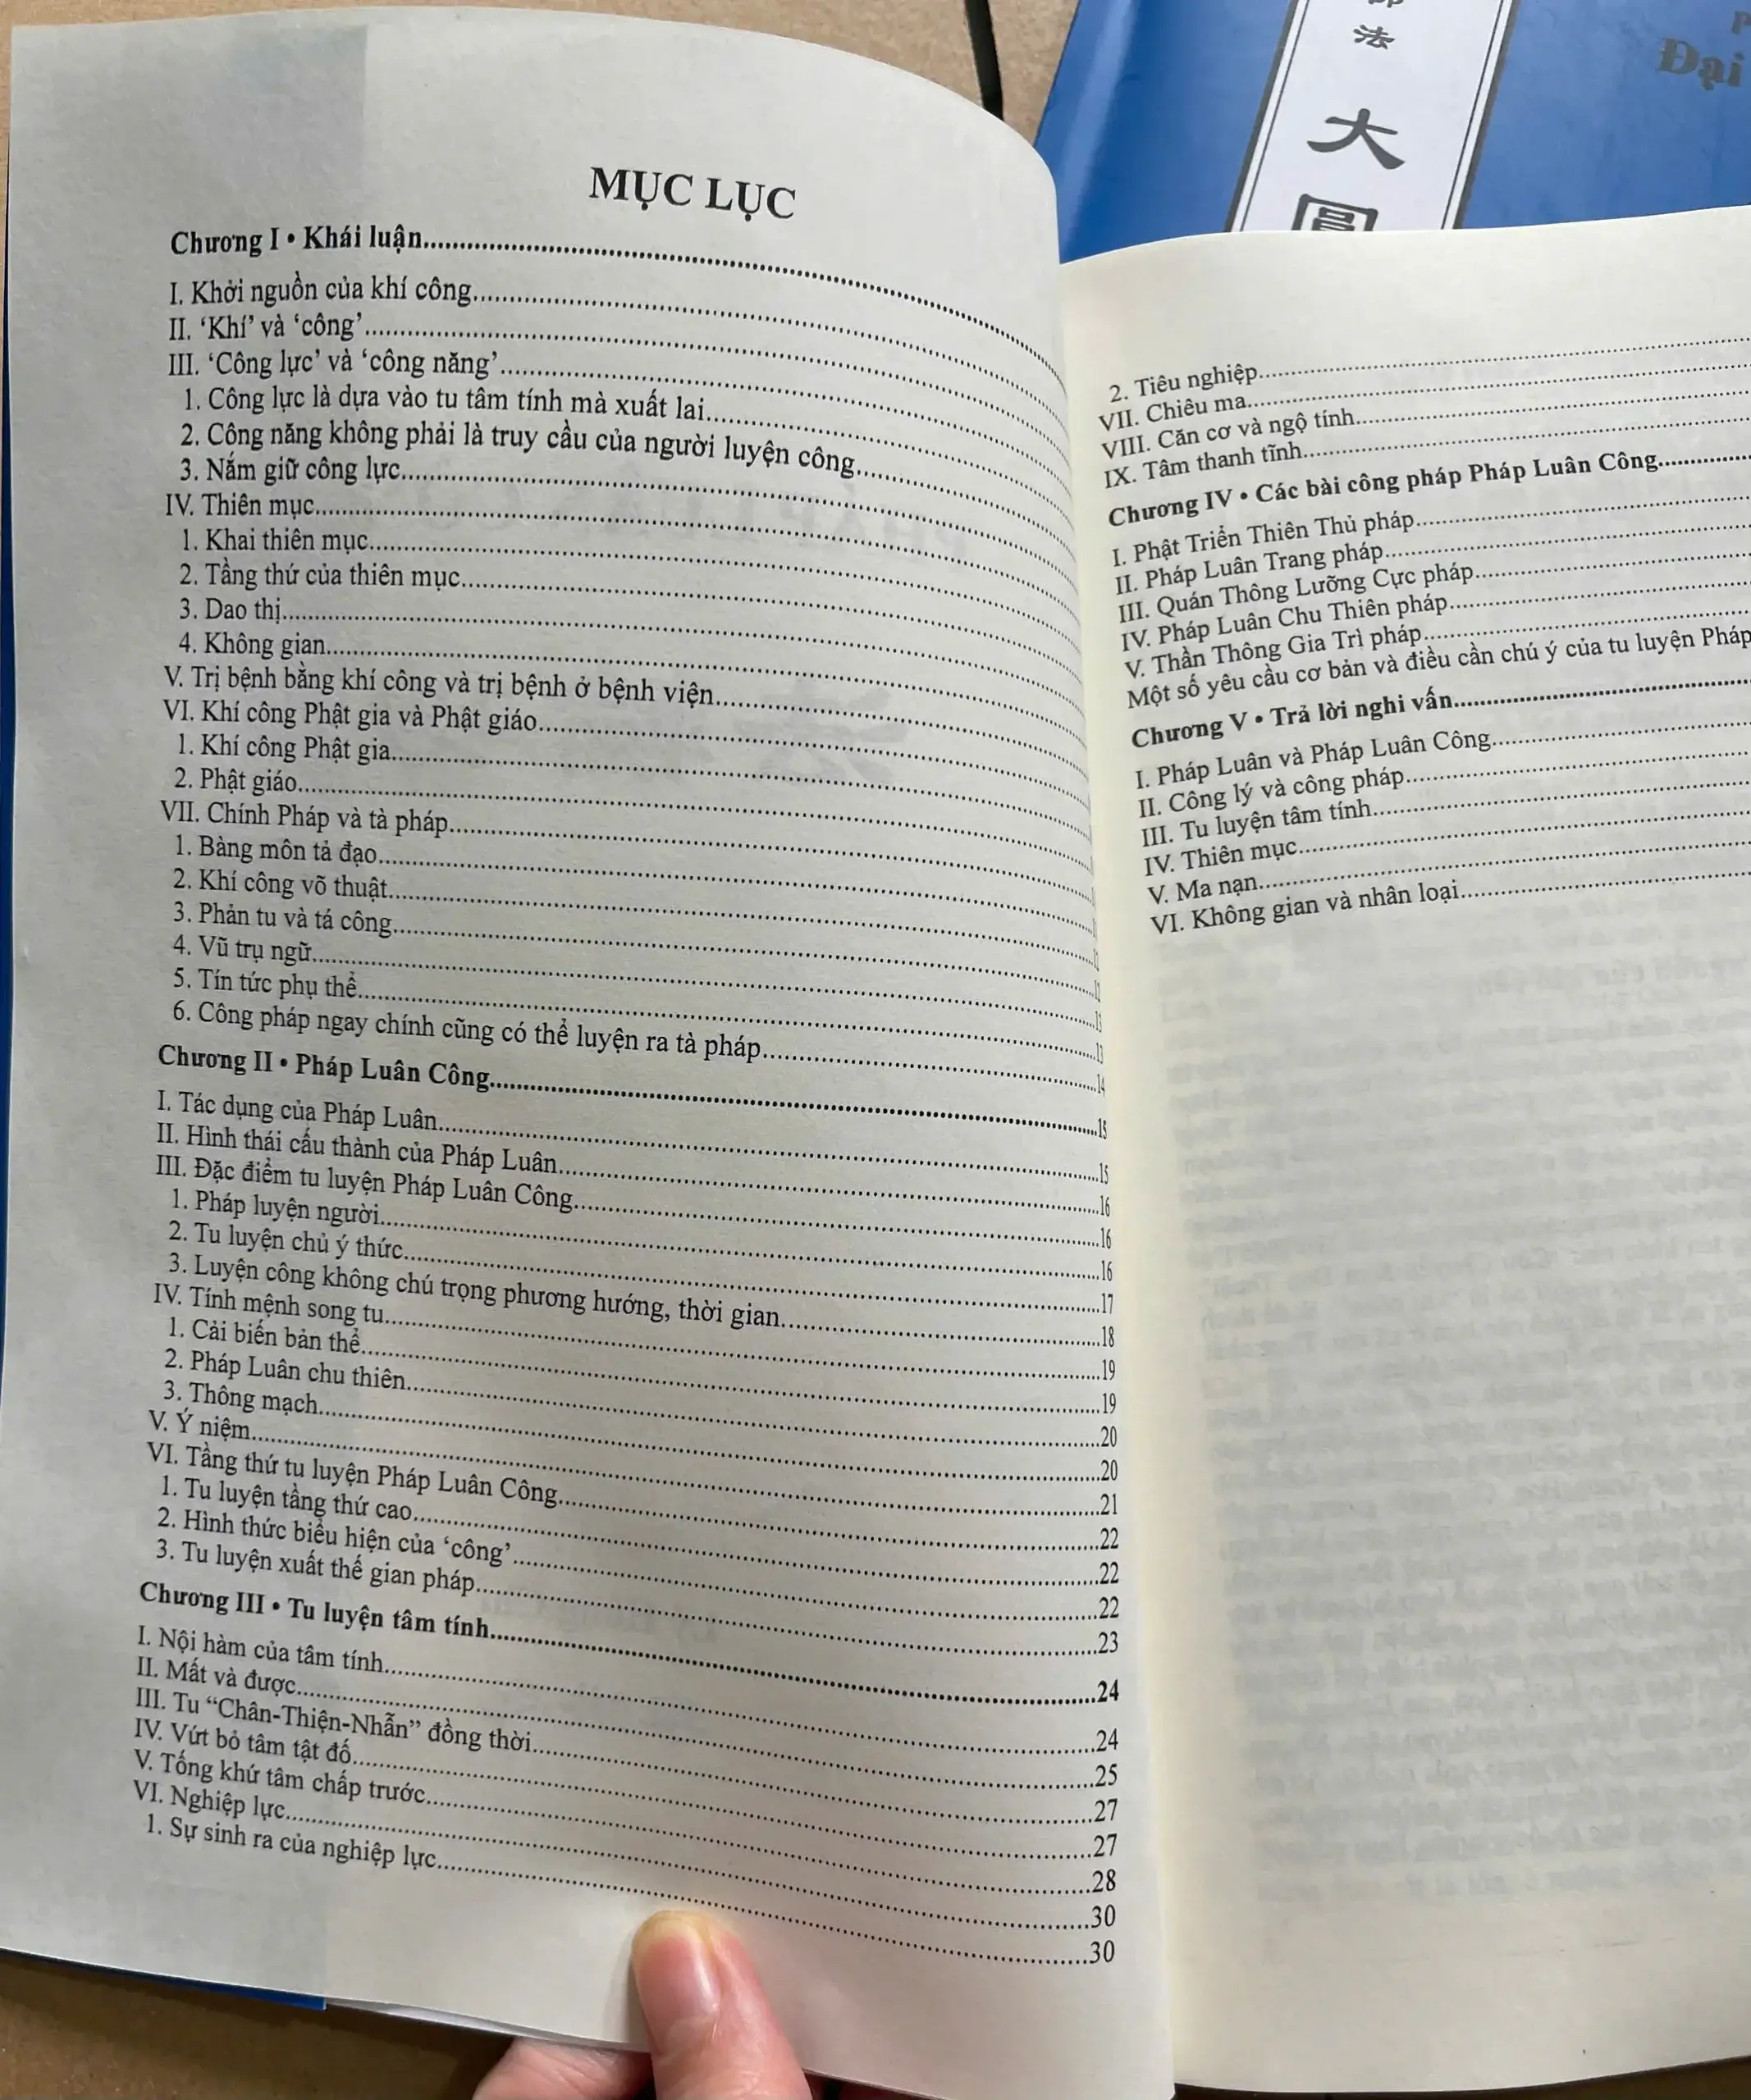 MỤC LỤC
Chương I • Khái luận
I. Khởi nguồn của khí công
II. ‘Khí’ và ‘công’
III. ‘Công lực’ và ‘công năng’
1. Công lực là dựa vào tu tâm tính mà xuất lai
2. Công năng không phải là truy cầu của người luyện công
3. Nắm giữ công lực
IV. Thiên mục
1. Khai thiên mục
2. Tầng thứ của thiên mục
3. Dao thị
4. Không gian
V. Trị bệnh bằng khí công và trị bệnh ở bệnh viện
VI. Khí công Phật gia và Phật giáo
1. Khí công Phật gia
2. Phật giáo
VII. Chính Pháp và tà pháp
1. Bàng môn tả đạo
2. Khí công võ thuật
3. Phản tu và tá công
4. Vũ trụ ngữ
5. Tín tức phụ thể
6. Công pháp ngay chính cũng có thể luyện ra tà pháp 14
Chương II • Pháp Luân Công 15
I. Tác dụng của Pháp Luân 15
II. Hình thái cấu thành của Pháp Luân 16
III. Đặc điểm tu luyện Pháp Luân Công 16
1. Pháp luyện người 16
2. Tu luyện chủ ý thức 17
3. Luyện công không chú trọng phương hướng, thời gian 18
IV. Tính mệnh song tu 19
1. Cải biến bản thể 19
2. Pháp Luân chu thiên 20
3. Thông mạch 20
V. Ý niệm 21
VI. Tầng thứ tu luyện Pháp Luân Công 22
1. Tu luyện tầng thứ cao 22
2. Hình thức biểu hiện của ‘công’ 22
3. Tu luyện xuất thế gian pháp 23
Chương III • Tu luyện tâm tính 24
I. Nội hàm của tâm tính 24
II. Mất và được 25
III. Tu “Chân-Thiện-Nhẫn” đồng thời 27
IV. Vứt bỏ tâm tật đố 27
V. Tống khứ tâm chấp trước 28
VI. Nghiệp lực 30
1. Sự sinh ra của nghiệp lực 30
2. Tiêu nghiệp
VII. Chiêu ma
VIII. Căn cơ và ngộ tính
IX. Tâm thanh tĩnh
Chương IV • Các bài công pháp Pháp Luân Công
I. Phật Triển Thiên Thủ pháp
II. Pháp Luân Trang pháp
III. Quán Thông Lưỡng Cực pháp
IV. Pháp Luân Chu Thiên pháp
V. Thần Thông Gia Trì pháp
Một số yêu cầu cơ bản và điều cần chú ý của tu luyện Pháp
Chương V • Trả lời nghi vấn
I. Pháp Luân và Pháp Luân Công
II. Công lý và công pháp
III. Tu luyện tâm tính
IV. Thiên mục
V. Ma nạn
VI. Không gian và nhân loại
法
大
圓
Đại